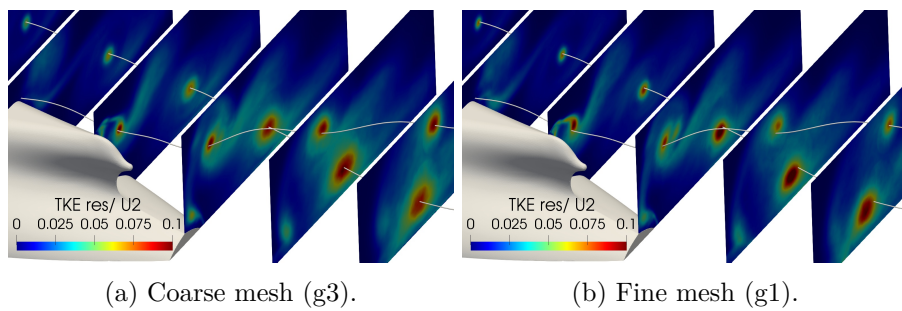 TKE res/ U2
0 0.025 0.05 0.075 0.1
TKE res/ U2
0 0.025 0.05 0.075 0.1
(a) Coarse mesh (g3).
(b) Fine mesh (g1).